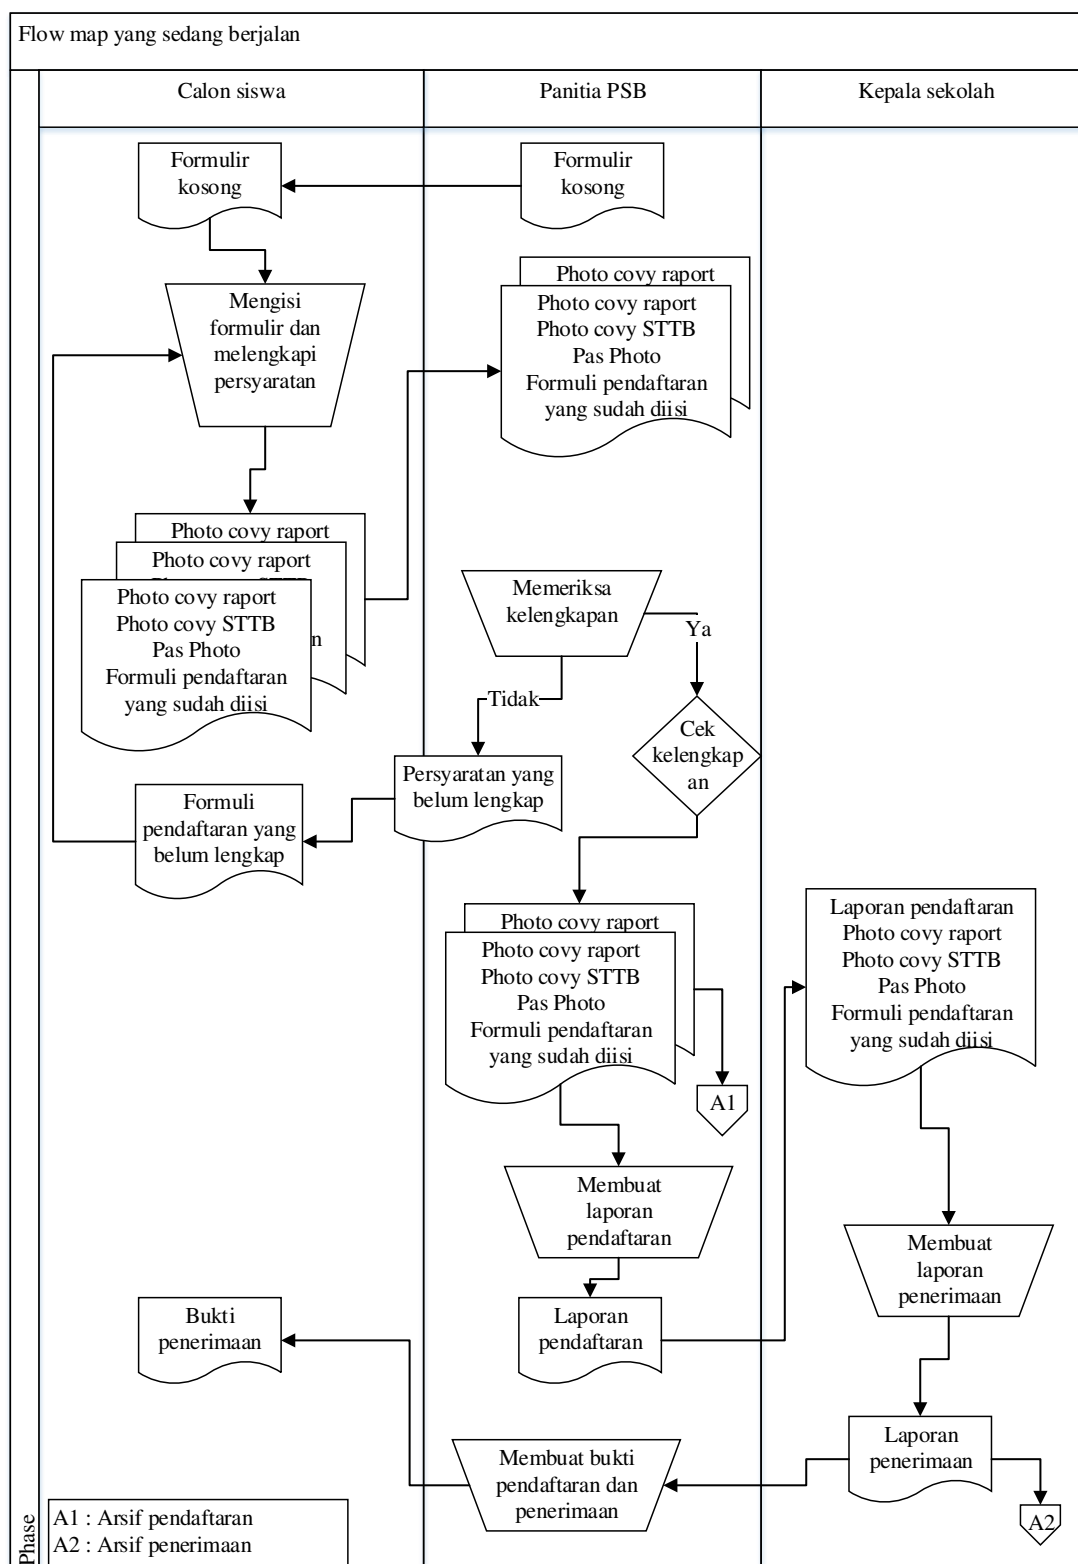 Flow map yang sedang berjalan
Calon siswa
Panitia PSB
Kepala sekolah
Formulir
kosong
Formulir
kosong
Mengisi
formulir dan
melengkapi
persyaratan
Photo covy raport
Photo covy raport
Photo covy STTB
Pas Photo
Formuli pendaftaran
yang sudah diisi
Photo covy raport
Photo covy raport
Photo covy raport
Photo covy STTB
Pas Photo
Formuli pendaftaran
yang sudah diisi
Memeriksa
kelengkapan
Ya
Tidak
Cek
kelengkap
an
Persyaratan yang
belum lengkap
Formuli
pendaftaran yang
belum lengkap
Photo covy raport
Photo covy raport
Photo covy STTB
Pas Photo
Formuli pendaftaran
yang sudah diisi
A1
Laporan pendaftaran
Photo covy raport
Photo covy STTB
Pas Photo
Formuli pendaftaran
yang sudah diisi
Membuat
laporan
pendaftaran
Membuat
laporan
penerimaan
Bukti
penerimaan
Laporan
pendaftaran
Laporan
penerimaan
Membuat bukti
pendaftaran dan
penerimaan
A2
A1 : Arsif pendaftaran
A2 : Arsif penerimaan
Phase